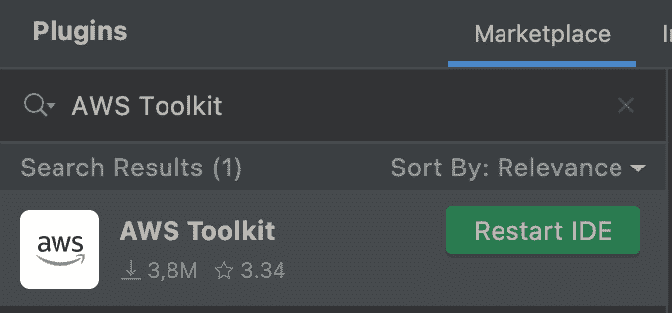 Plugins
Marketplace
AWS Toolkit
Search Results (1)
Sort By: Relevance
aws
AWS Toolkit
Restart IDE
3,8M
3.34